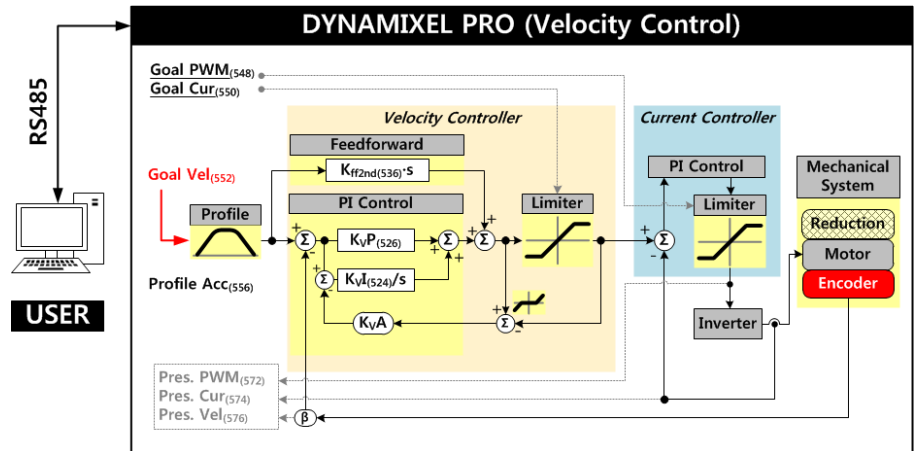 DYNAMIXEL PRO (Velocity Control)
RS485
USER
Goal PWM(548)
Goal Cur(550)
Velocity Controller
Current Controller
Feedforward
Kff2nd(536)·s
Goal Vel(552)
Profile
Profile Acc(556)
PI Control
+
Σ
-
KVP(526)
Σ
+
+
Σ
+
+
+
Σ
-
KVI(524)/s
KVA
+
Σ
-
Limiter
+
Σ
-
PI Control
Limiter
Inverter
Mechanical
System
Reduction
Motor
Encoder
Pres. PWM(572)
Pres. Cur(574)
Pres. Vel(576)
β